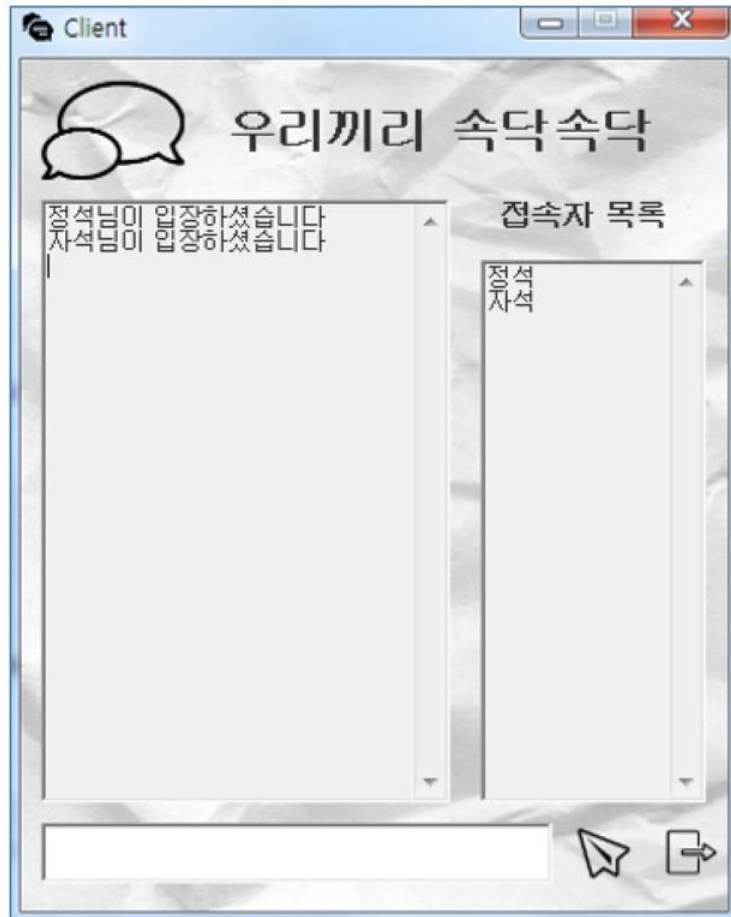 Client
우리끼리 속닥속닥
정석님이 입장하셨습니다
자석님이 입장하셨습니다
접속자 목록
정석
자석